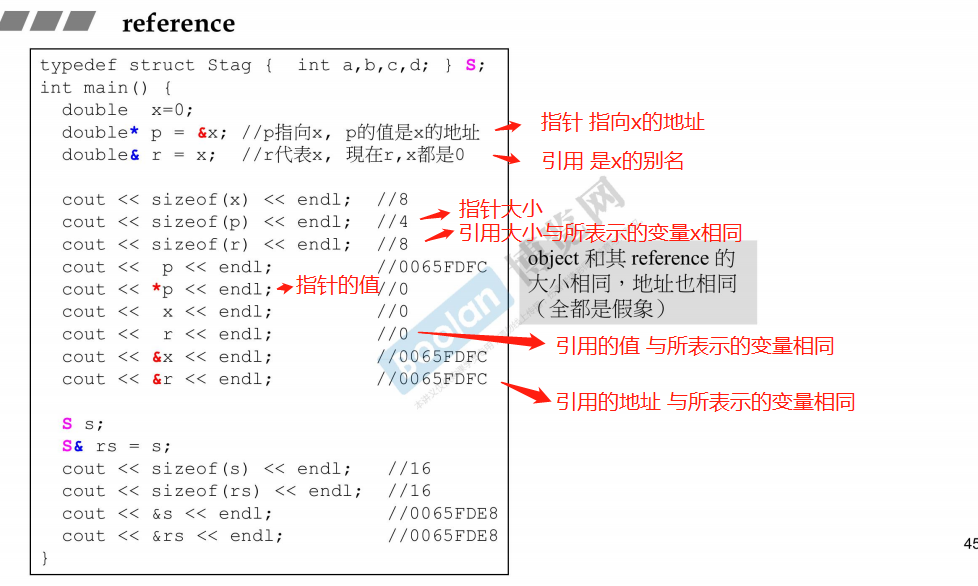 reference
typedef struct Stag {  int a,b,c,d; } S;
int main() {
  double  x=0;
  double* p = &x; //p指向x, p的值是x的地址
指针 指向x的地址
  double& r = x;  //r代表x, 現在r,x都是0
引用 是x的别名
  cout << sizeof(x) << endl;  //8
  cout << sizeof(p) << endl;  //4
指针大小
  cout << sizeof(r) << endl;  //8
引用大小与所表示的变量x相同
  cout <<  p << endl;         //0065FDFC
  cout << *p << endl;         //0
指针的值
  cout <<  x << endl;         //0
  cout <<  r << endl;         //0
引用的值 与所表示的变量相同
  cout << &x << endl;         //0065FDFC
  cout << &r << endl;         //0065FDFC
引用的地址 与所表示的变量相同
object 和其 reference 的
大小相同，地址也相同
（全都是假象）
  S s;
  S& rs = s;
  cout << sizeof(s) << endl;   //16
  cout << sizeof(rs) << endl;  //16
  cout << &s << endl;          //0065FDE8
  cout << &rs << endl;         //0065FDE8
}
boolan
博览网
45